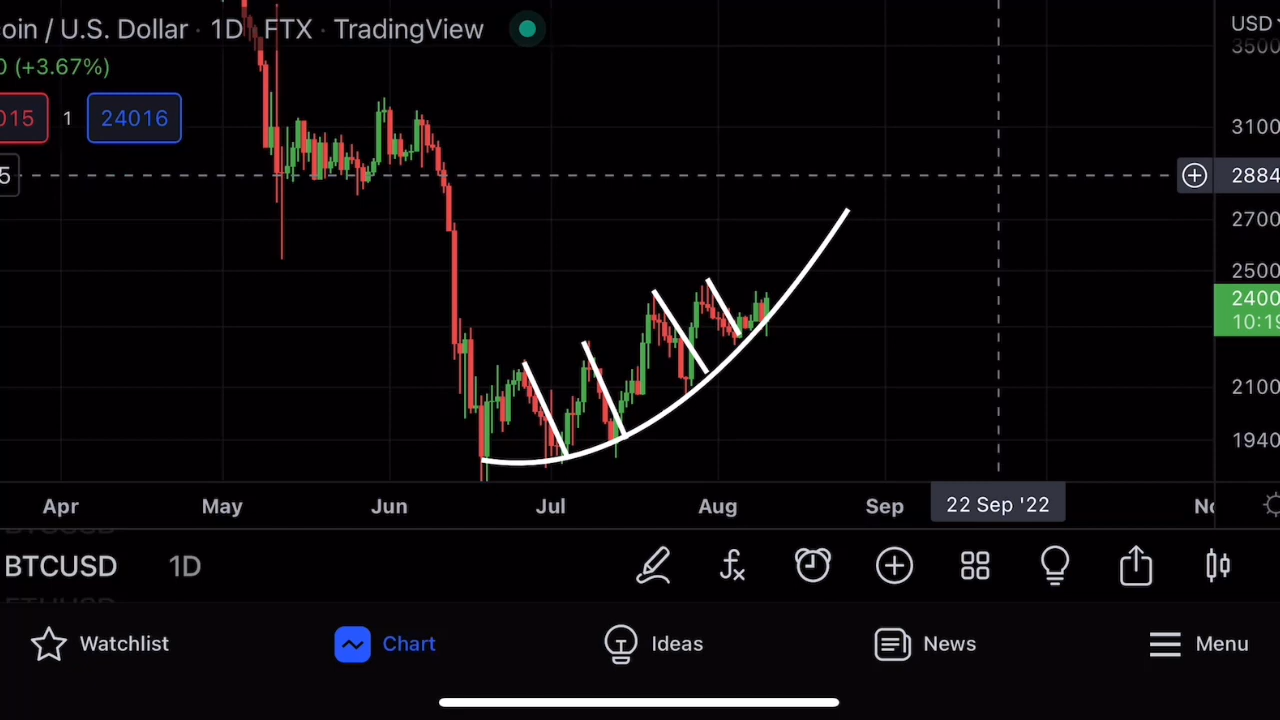 oin / U.S. Dollar · 1D · FTX · TradingView
0 (+3.67%)
015 1 24016
5
USD
3500
3100
2884
2700
2500
2400
10:19
2100
1940
Apr May Jun Jul Aug Sep 22 Sep '22 No
BTCUSD 1D
fx
Watchlist Chart Ideas News Menu